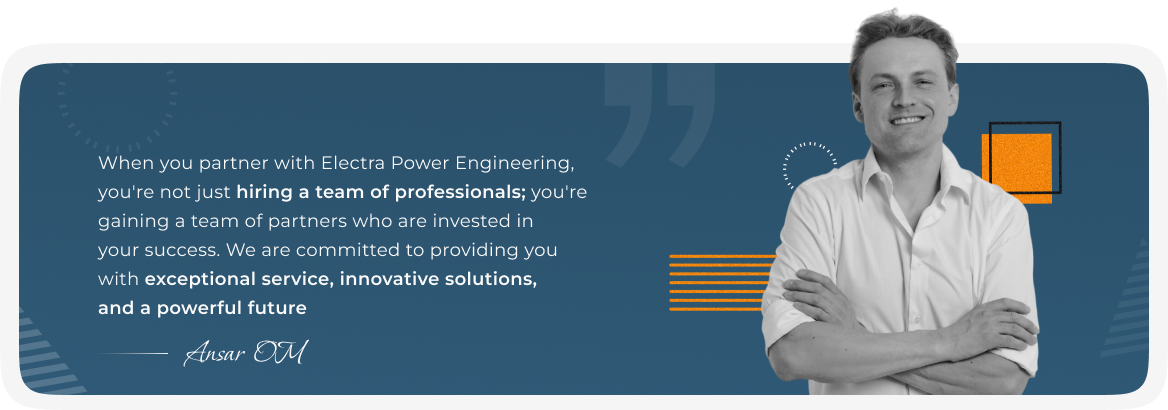 When you partner with Electra Power Engineering,
you're not just hiring a team of professionals; you're
gaining a team of partners who are invested in
your success. We are committed to providing you
with exceptional service, innovative solutions,
and a powerful future
Ansar OM